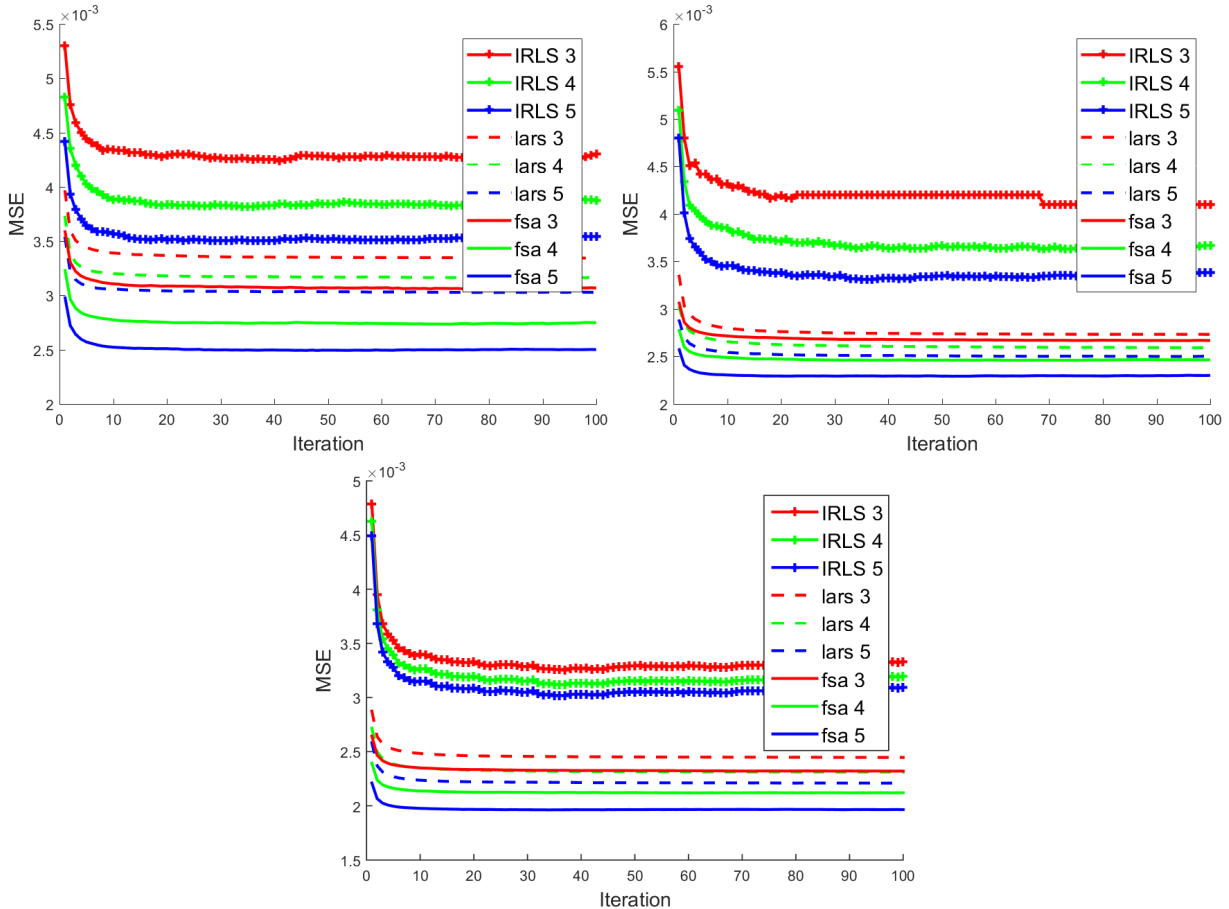 ×10⁻³
5.5
5
4.5
4
3.5
3
2.5
2
MSE
0 10 20 30 40 50 60 70 80 90 100
Iteration
IRLS 3
IRLS 4
IRLS 5
lars 3
lars 4
lars 5
fsa 3
fsa 4
fsa 5
×10⁻³
6
5.5
5
4.5
4
3.5
3
2.5
2
MSE
0 10 20 30 40 50 60 70 80 90 100
Iteration
IRLS 3
IRLS 4
IRLS 5
lars 3
lars 4
lars 5
fsa 3
fsa 4
fsa 5
×10⁻³
5
4.5
4
3.5
3
2.5
2
1.5
MSE
0 10 20 30 40 50 60 70 80 90 100
Iteration
IRLS 3
IRLS 4
IRLS 5
lars 3
lars 4
lars 5
fsa 3
fsa 4
fsa 5